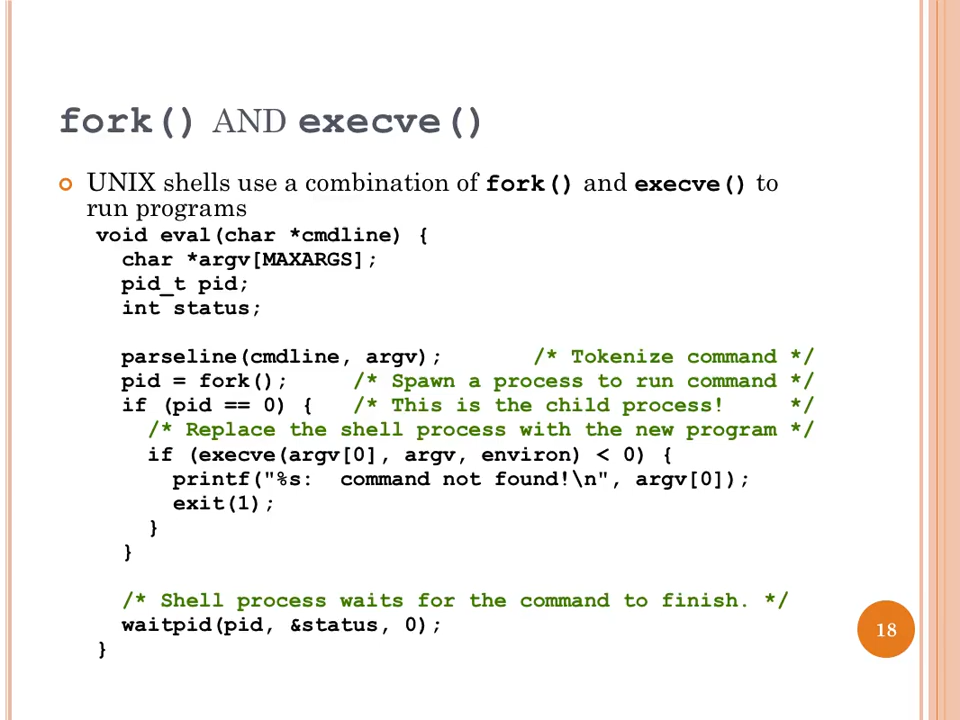 fork() AND execve()
UNIX shells use a combination of fork() and execve() to
run programs
void eval(char *cmdline) {
  char *argv[MAXARGS];
  pid_t pid;
  int status;

  parseline(cmdline, argv);       /* Tokenize command */
  pid = fork();     /* Spawn a process to run command */
  if (pid == 0) {   /* This is the child process!     */
    /* Replace the shell process with the new program */
    if (execve(argv[0], argv, environ) < 0) {
      printf("%s:  command not found!\n", argv[0]);
      exit(1);
    }
  }

  /* Shell process waits for the command to finish. */
  waitpid(pid, &status, 0);
}
18